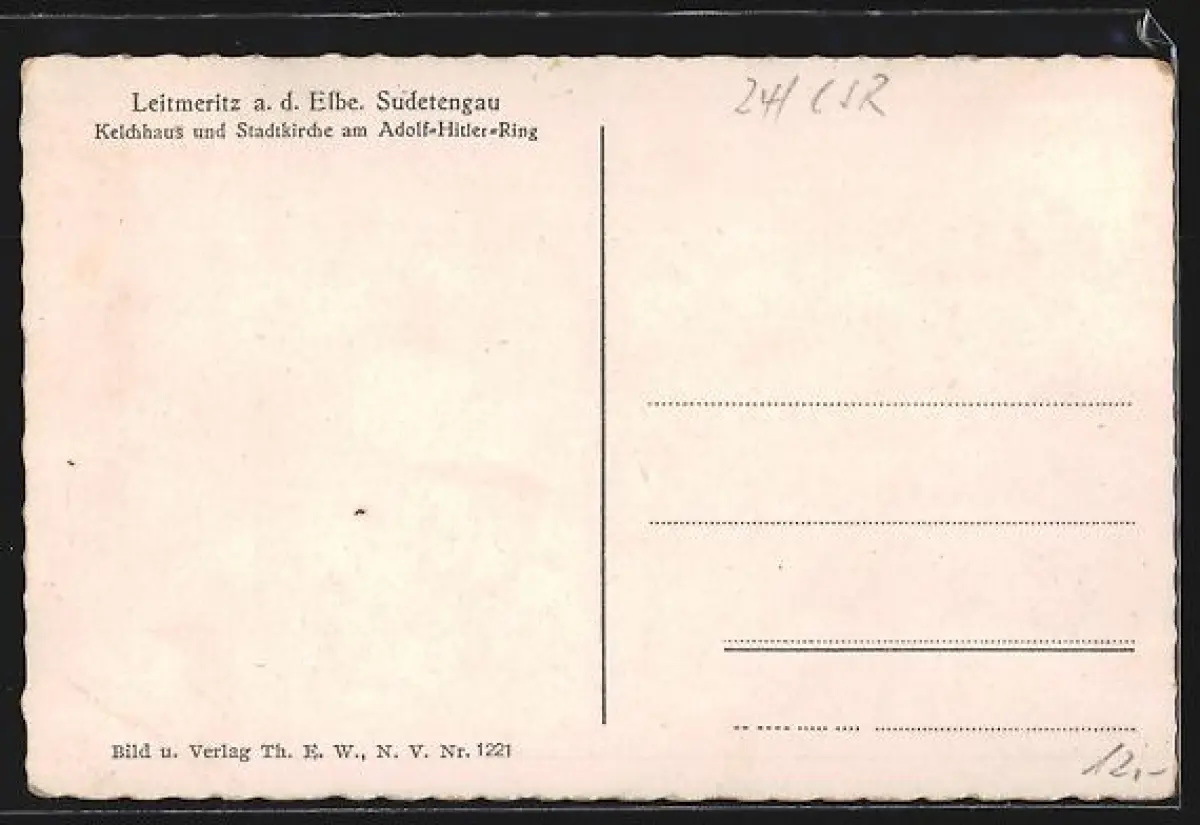 Leitmeritz a. d. Elbe. Sudetengau
Kelchhaus und Stadtkirche am Adolf-Hitler-Ring
24/ CSR
Bild u. Verlag Th. E. W., N. V. Nr. 1221
12,-